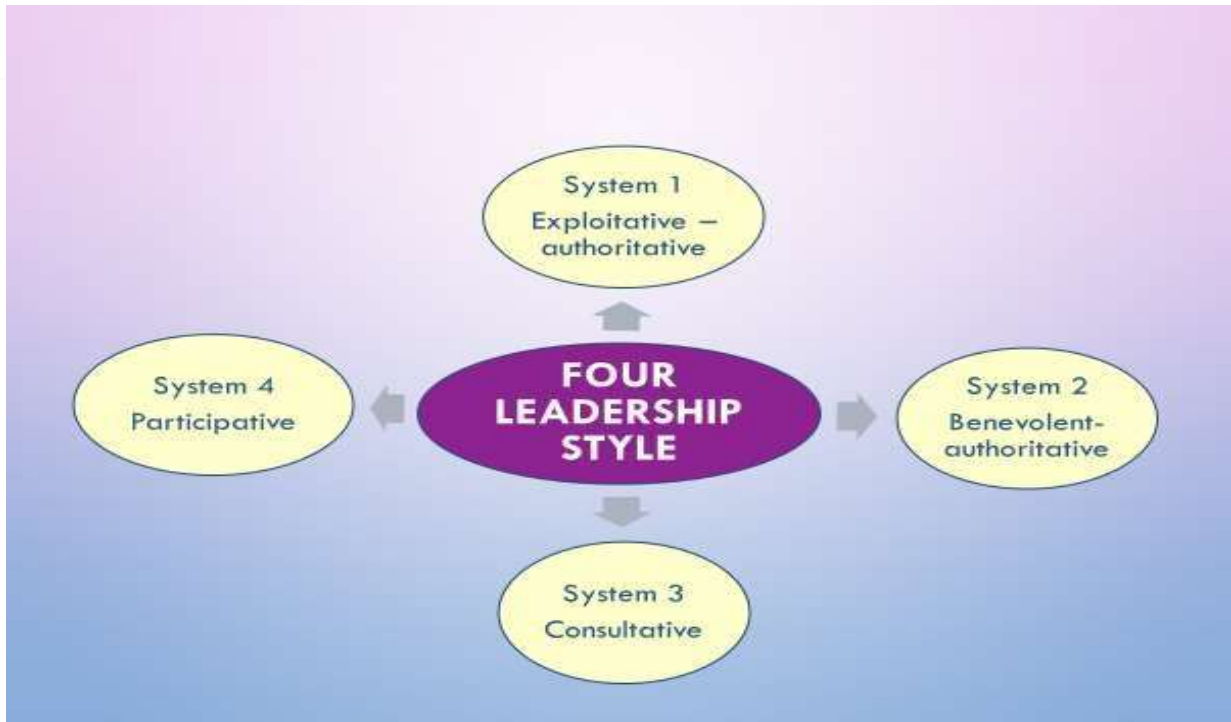 System 1
Exploitative –
authoritative
FOUR
LEADERSHIP
STYLE
System 4
Participative
System 2
Benevolent-
authoritative
System 3
Consultative